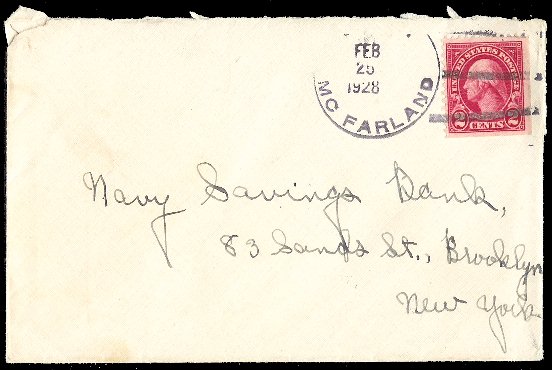 FEB
25
1928
MC FARLAND
UNITED STATES POSTAGE
2 CENTS 2
Navy Savings Bank,
83 Sands St., Brooklyn
New York